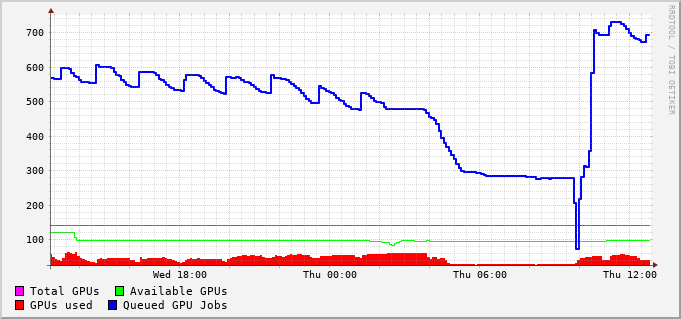 700
600
500
400
300
200
100
Wed 18:00 Thu 00:00 Thu 06:00 Thu 12:00
Total GPUs Available GPUs
GPUs used Queued GPU Jobs
RRDTOOL / TOBI OETIKER